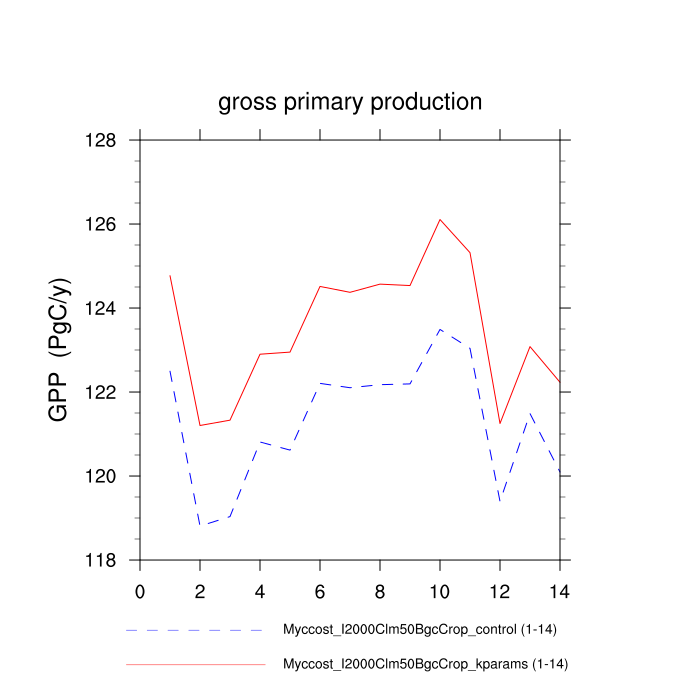 gross primary production
GPP (PgC/y)
128
126
124
122
120
118
0 2 4 6 8 10 12 14
Myccost_I2000Clm50BgcCrop_control (1-14)
Myccost_I2000Clm50BgcCrop_kparams (1-14)